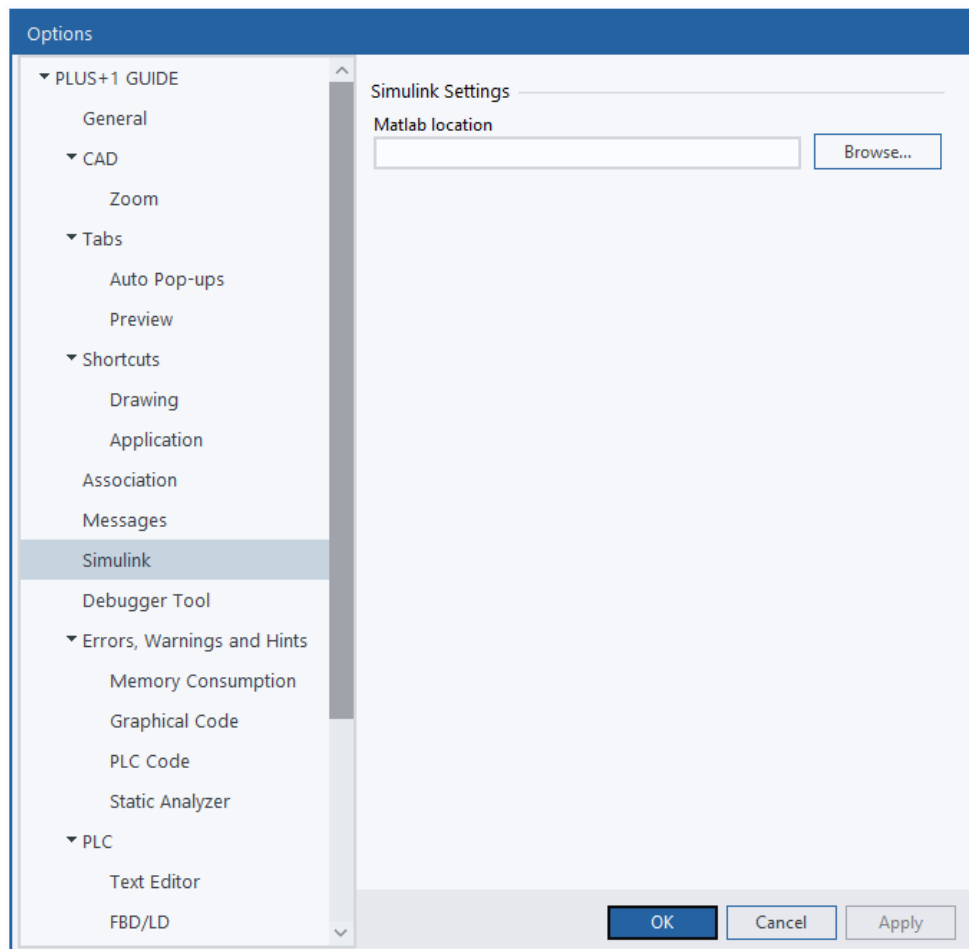 Options
PLUS+1 GUIDE
General
CAD
Zoom
Tabs
Auto Pop-ups
Preview
Shortcuts
Drawing
Application
Association
Messages
Simulink
Debugger Tool
Errors, Warnings and Hints
Memory Consumption
Graphical Code
PLC Code
Static Analyzer
PLC
Text Editor
FBD/LD
Simulink Settings
Matlab location
Browse...
OK
Cancel
Apply